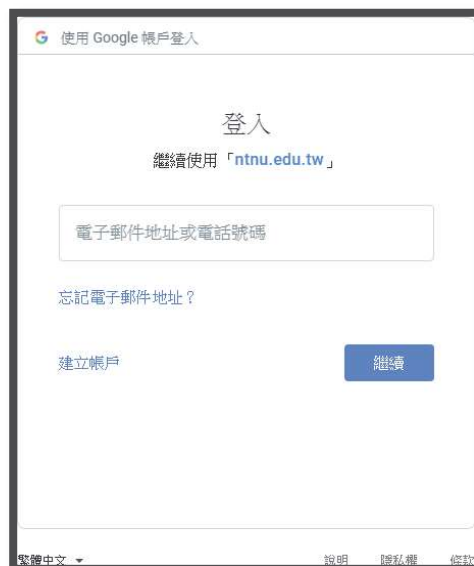 使用 Google 帳戶登入
登入
繼續使用「ntnu.edu.tw」
電子郵件地址或電話號碼
忘記電子郵件地址？
建立帳戶 繼續
繁體中文 說明 隱私權 條款